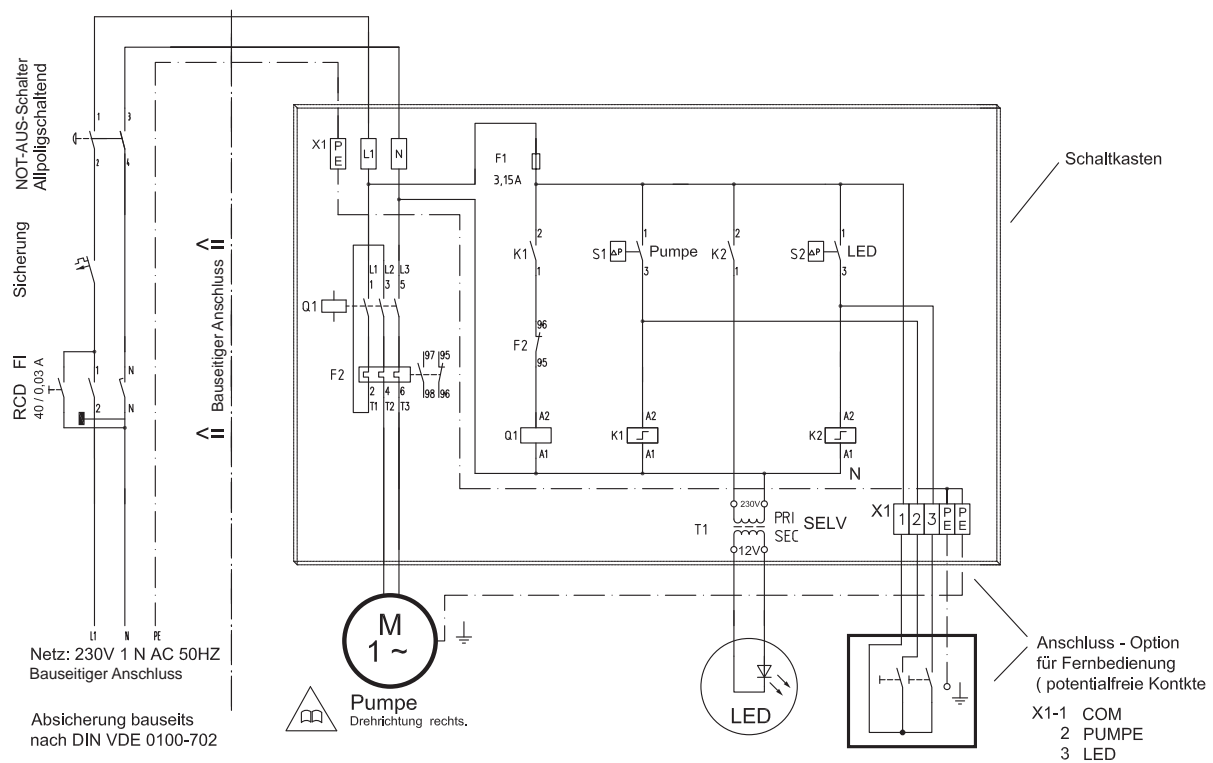 NOT-AUS-Schalter
Allpoligschaltend
1
3
2
4
Sicherung
RCD FI
40 / 0,03 A
1
N
2
N
Bauseitiger Anschluss
L1
N
PE
Netz: 230V 1 N AC 50HZ
Bauseitiger Anschluss
Absicherung bauseits
nach DIN VDE 0100-702
X1
PE
L1
N
F1
3,15A
Schaltkasten
2
K1
1
1
S1
ΔP
Pumpe
3
2
K2
1
1
S2
ΔP
LED
3
L1
L2
L3
1
3
5
Q1
F2
97
95
98
96
2
4
6
T1
T2
T3
96
F2
95
A2
Q1
A1
A2
K1
A1
A2
K2
A1
N
230V
T1
PRI
SEC
SELV
12V
X1
1
2
3
PE
PE
M
1 ~
Pumpe
Drehrichtung rechts.
LED
Anschluss - Option
für Fernbedienung
( potentialfreie Kontkte
X1-1 COM
2 PUMPE
3 LED